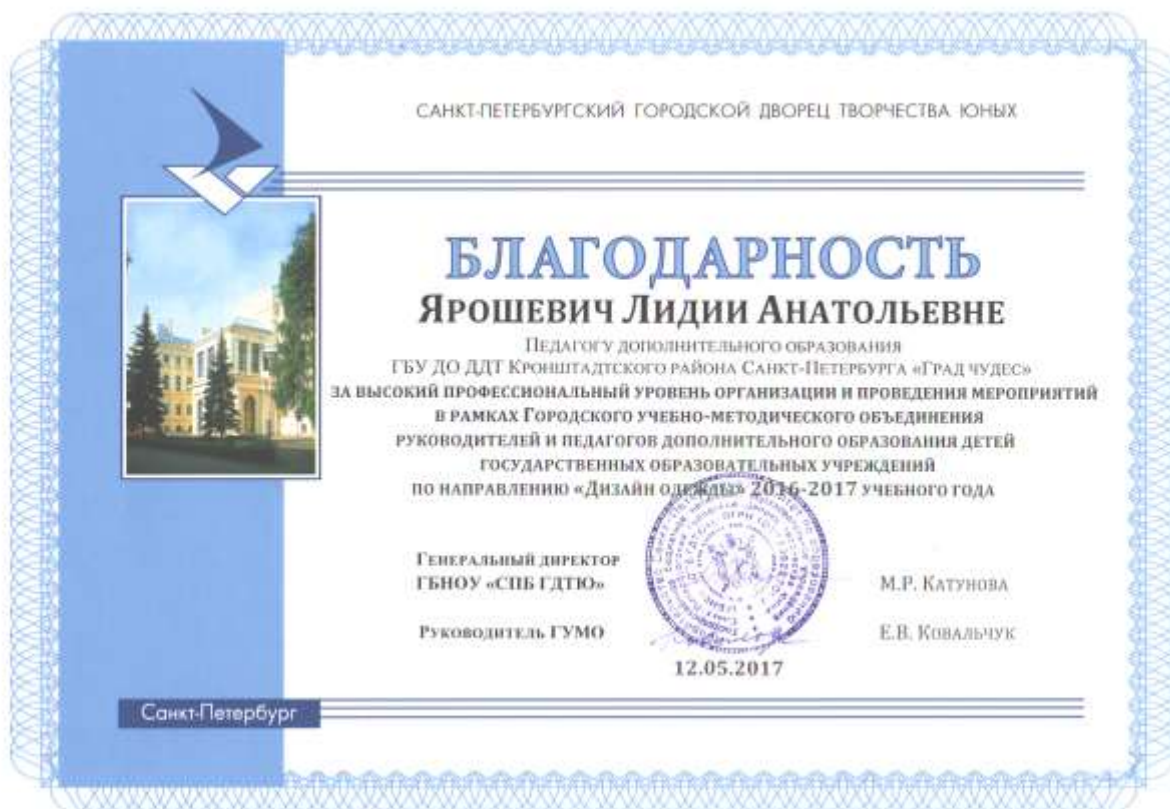 САНКТ-ПЕТЕРБУРГСКИЙ ГОРОДСКОЙ ДВОРЕЦ ТВОРЧЕСТВА ЮНЫХ
БЛАГОДАРНОСТЬ
ЯРОШЕВИЧ ЛИДИИ АНАТОЛЬЕВНЕ
ПЕДАГОГУ ДОПОЛНИТЕЛЬНОГО ОБРАЗОВАНИЯ
ГБУ ДО ДДТ КРОНШТАДТСКОГО РАЙОНА САНКТ-ПЕТЕРБУРГА «ГРАД ЧУДЕС»
ЗА ВЫСОКИЙ ПРОФЕССИОНАЛЬНЫЙ УРОВЕНЬ ОРГАНИЗАЦИИ И ПРОВЕДЕНИЯ МЕРОПРИЯТИЙ
В РАМКАХ ГОРОДСКОГО УЧЕБНО-МЕТОДИЧЕСКОГО ОБЪЕДИНЕНИЯ
РУКОВОДИТЕЛЕЙ И ПЕДАГОГОВ ДОПОЛНИТЕЛЬНОГО ОБРАЗОВАНИЯ ДЕТЕЙ
ГОСУДАРСТВЕННЫХ ОБРАЗОВАТЕЛЬНЫХ УЧРЕЖДЕНИЙ
ПО НАПРАВЛЕНИЮ «ДИЗАЙН ОДЕЖДЫ» 2016-2017 УЧЕБНОГО ГОДА
ГЕНЕРАЛЬНЫЙ ДИРЕКТОР
ГБНОУ «СПБ ГДТЮ» М.Р. КАТУНОВА
РУКОВОДИТЕЛЬ ГУМО Е.В. КОВАЛЬЧУК
12.05.2017
Санкт-Петербург